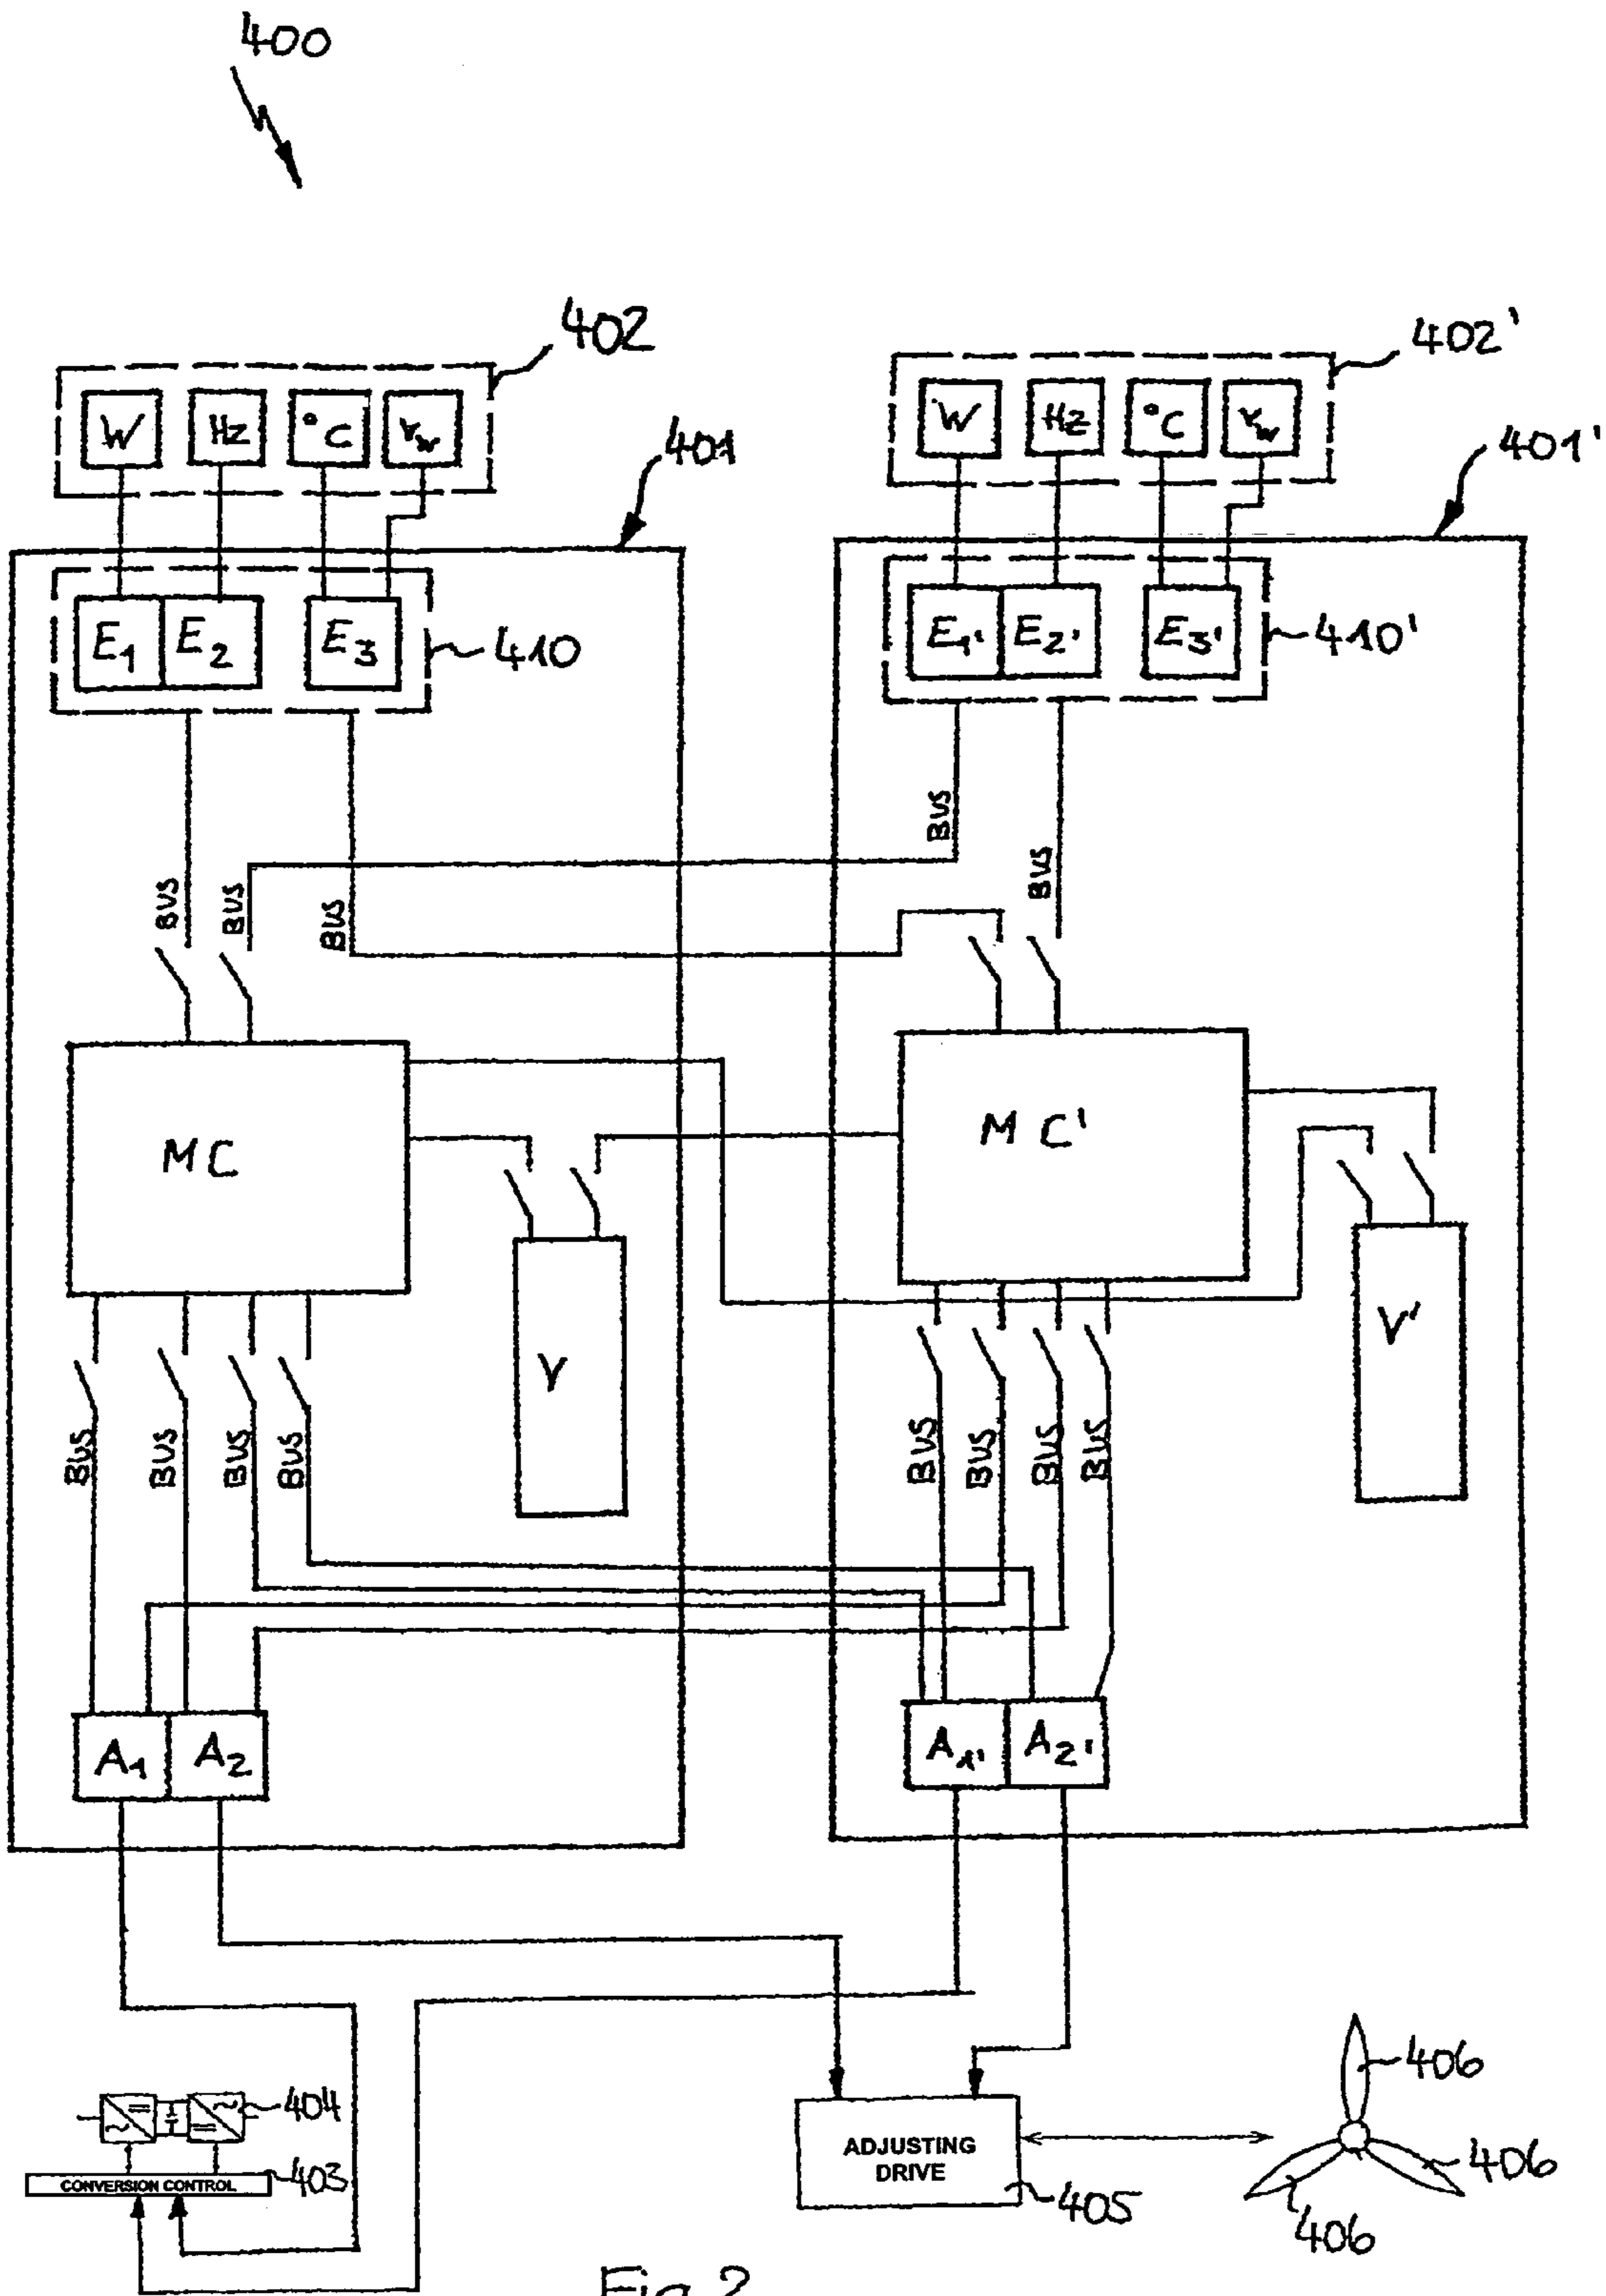 400
402
402'
W Hz °C vw
W Hz °C vw
401
401'
E1 E2 E3
410
E1' E2' E3'
410'
BUS
BUS
BUS
BUS
BUS
MC
MC'
V
V'
BUS BUS BUS BUS
BUS BUS BUS BUS
A1 A2
A1' A2'
404
CONVERSION CONTROL
403
ADJUSTING
DRIVE
405
406
406
406
Fig. 2